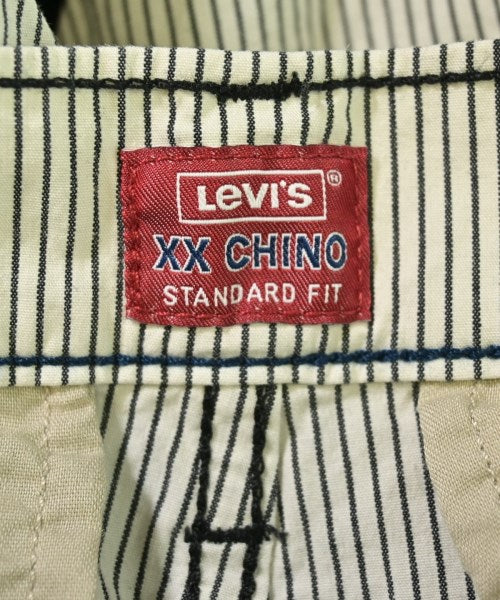 Levi's®
XX CHINO
STANDARD FIT